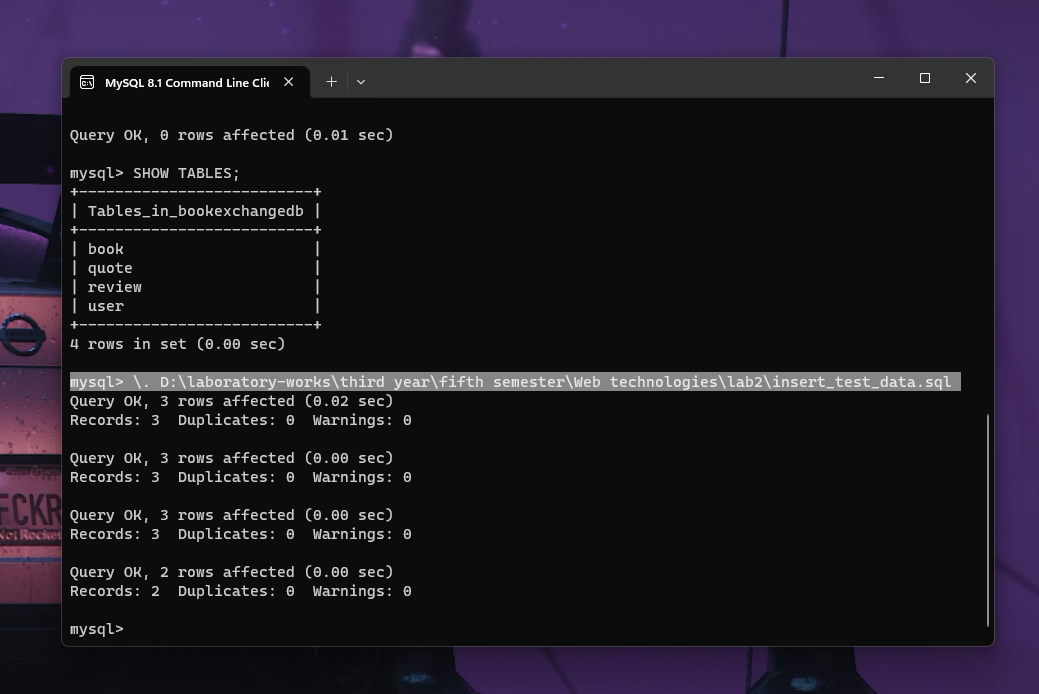 MySQL 8.1 Command Line Clie
Query OK, 0 rows affected (0.01 sec)
mysql> SHOW TABLES;
+--------------------------+
| Tables_in_bookexchangedb |
+--------------------------+
| book                     |
| quote                    |
| review                   |
| user                     |
+--------------------------+
4 rows in set (0.00 sec)
mysql> \. D:\laboratory-works\third year\fifth semester\Web technologies\lab2\insert_test_data.sql
Query OK, 3 rows affected (0.02 sec)
Records: 3  Duplicates: 0  Warnings: 0
Query OK, 3 rows affected (0.00 sec)
Records: 3  Duplicates: 0  Warnings: 0
Query OK, 3 rows affected (0.00 sec)
Records: 3  Duplicates: 0  Warnings: 0
Query OK, 2 rows affected (0.00 sec)
Records: 2  Duplicates: 0  Warnings: 0
mysql>
FCKR
Not Rocket